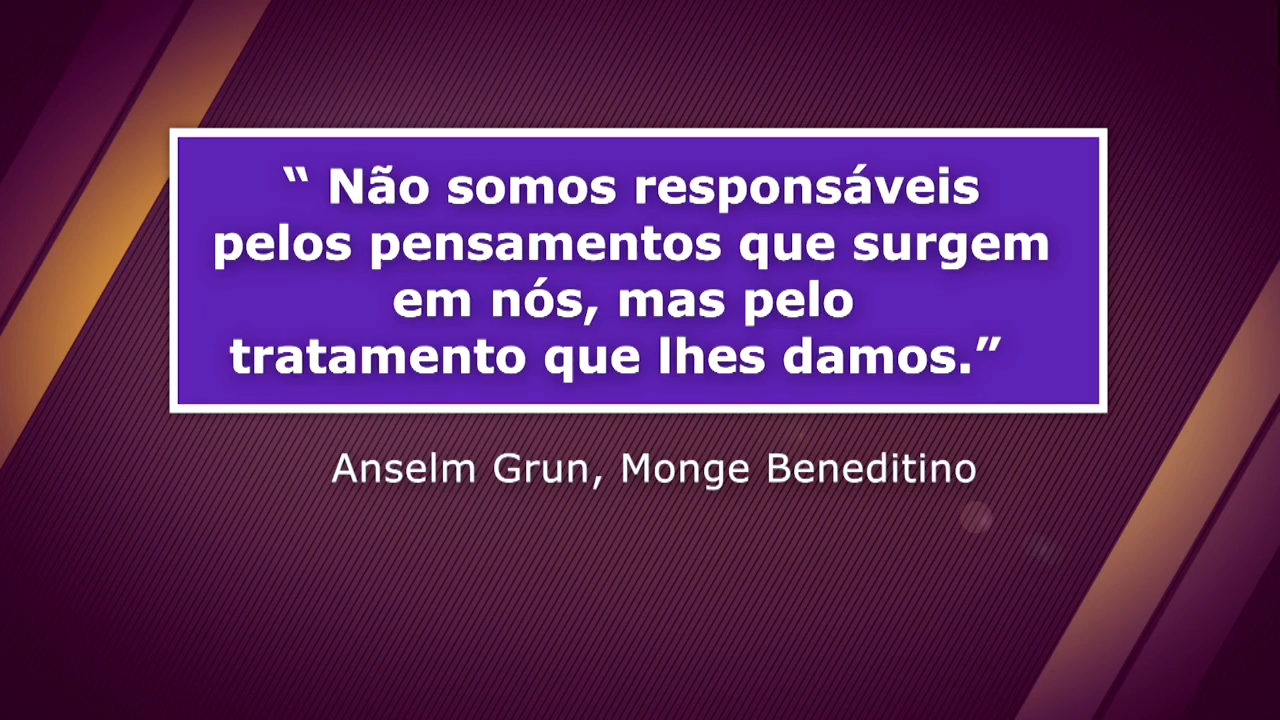 “ Não somos responsáveis
pelos pensamentos que surgem
em nós, mas pelo
tratamento que lhes damos.”
Anselm Grun, Monge Beneditino